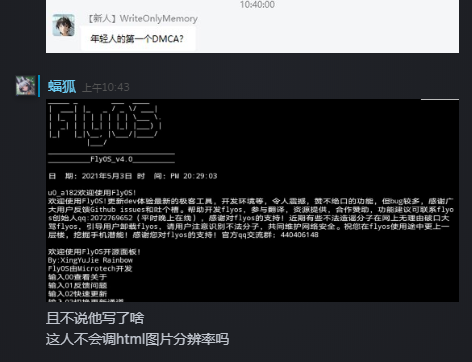 10:40:00
【新人】WriteOnlyMemory
年轻人的第一个DMCA?
蝠狐 上午10:43
FlyOS
FlyOS_v4.0
日 期: 2021年5月3日 时 间: PM 20:29:03
u0_a182欢迎使用FlyOS!
欢迎使用FlyOS!更新dev体验最新的极客工具, 开发环境等, 令人震撼, 赞不绝口的功能, 但bug较多, 感谢广
大用户反馈Github issues和吐个槽。帮助开发flyos, 参与翻译, 资源提供, 合作赞助, 功能建议可联系flyo
s创始人qq:2072769652（平时晚上在线）, 感谢对flyos的支持! 近期有些不法造谣分子在网上无理由破口大
骂flyos, 引导用户卸载flyos, 请用户注意识别不法分子, 共同维护网络安全。祝您在flyos使用途中更上一
层楼, 挖掘手机潜能! 感谢您对flyos的支持! 官方qq交流群: 440406148
欢迎使用FlyOS开源面板!
By:XingYuJie Rainbow
FlyOS由Microtech开发
输入00查看关于
输入01反馈问题
输入02快速更新
且不说他写了啥
这人不会调html图片分辨率吗